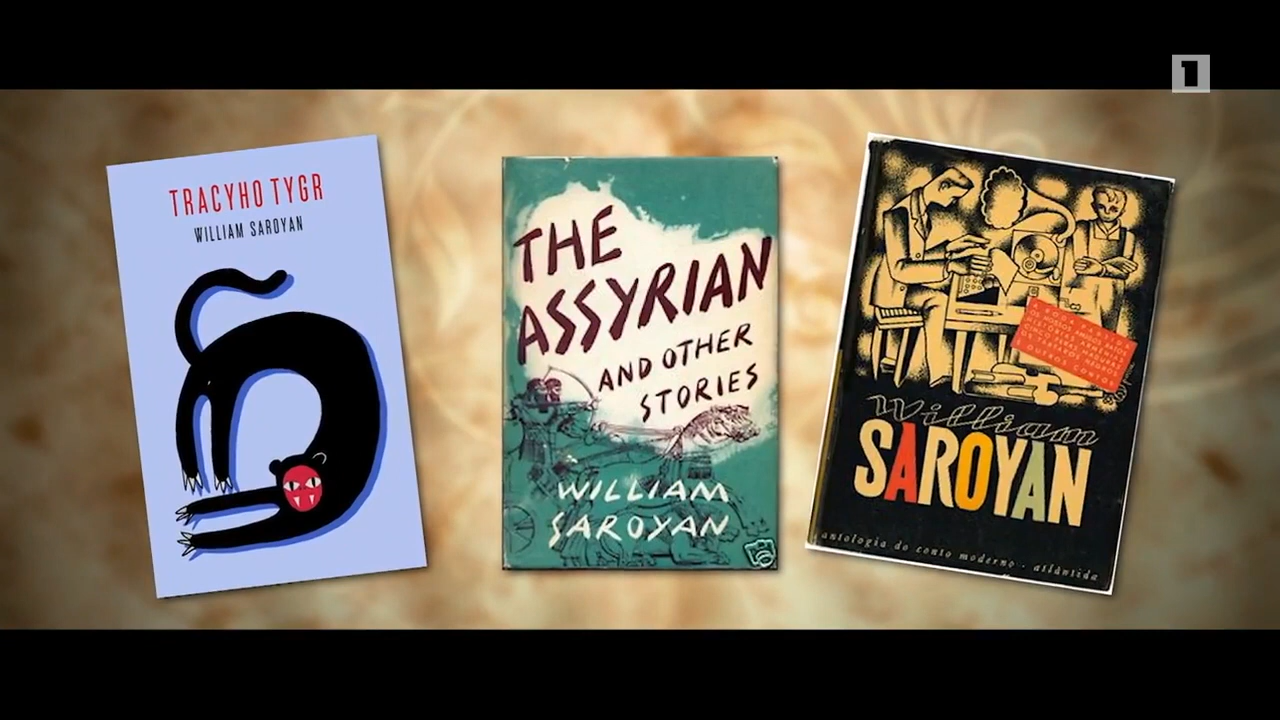 1
TRACYHO TYGR
WILLIAM SAROYAN
THE
ASSYRIAN
AND OTHER
STORIES
WILLIAM
SAROYAN
William
SAROYAN
antologia do conto moderno - atlântida